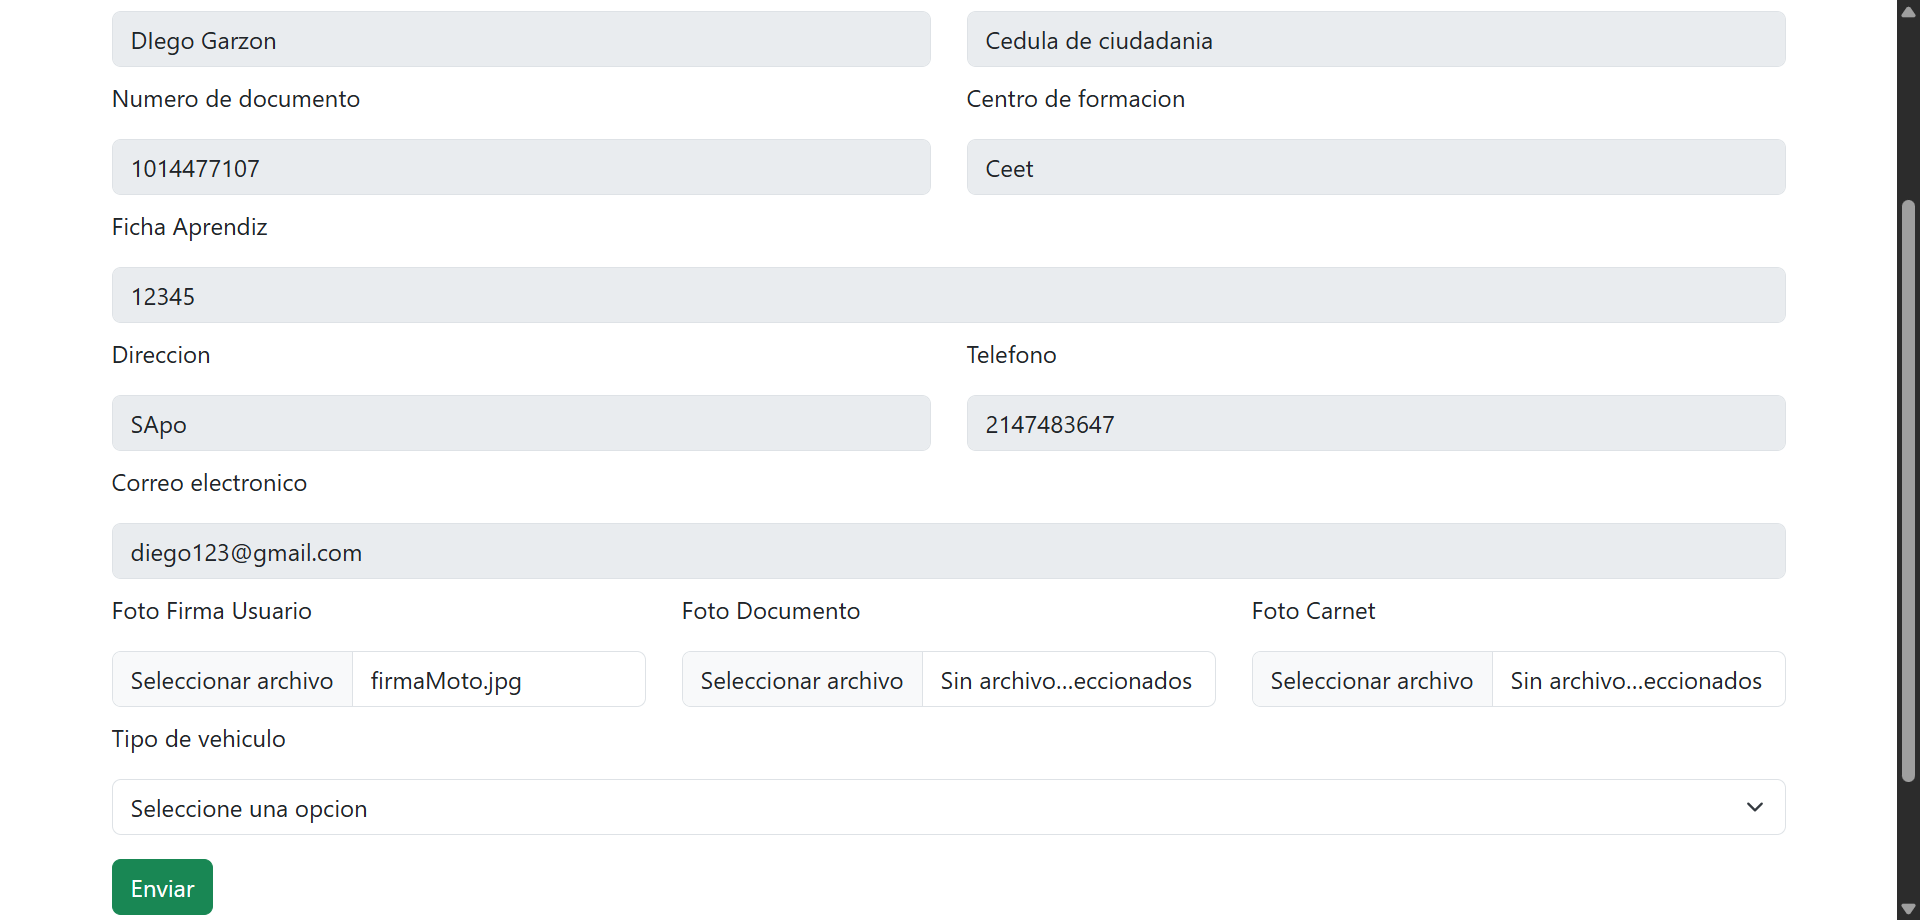 DIego Garzon
Cedula de ciudadania
Numero de documento
Centro de formacion
1014477107
Ceet
Ficha Aprendiz
12345
Direccion
Telefono
SApo
2147483647
Correo electronico
diego123@gmail.com
Foto Firma Usuario
Foto Documento
Foto Carnet
Seleccionar archivo firmaMoto.jpg
Seleccionar archivo Sin archivo...eccionados
Seleccionar archivo Sin archivo...eccionados
Tipo de vehiculo
Seleccione una opcion
Enviar